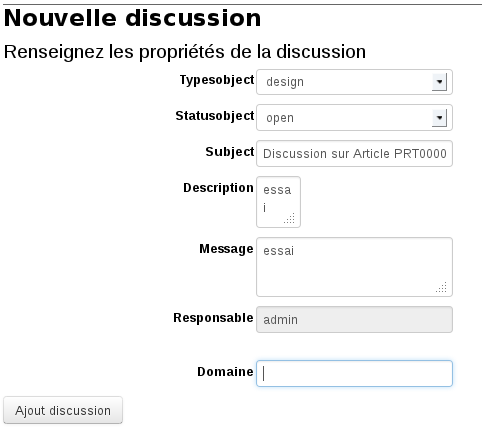 Nouvelle discussion
Renseignez les propriétés de la discussion
Typesobject design
Statusobject open
Subject Discussion sur Article PRT0000
Description essa
i
Message essai
Responsable admin
Domaine
Ajout discussion